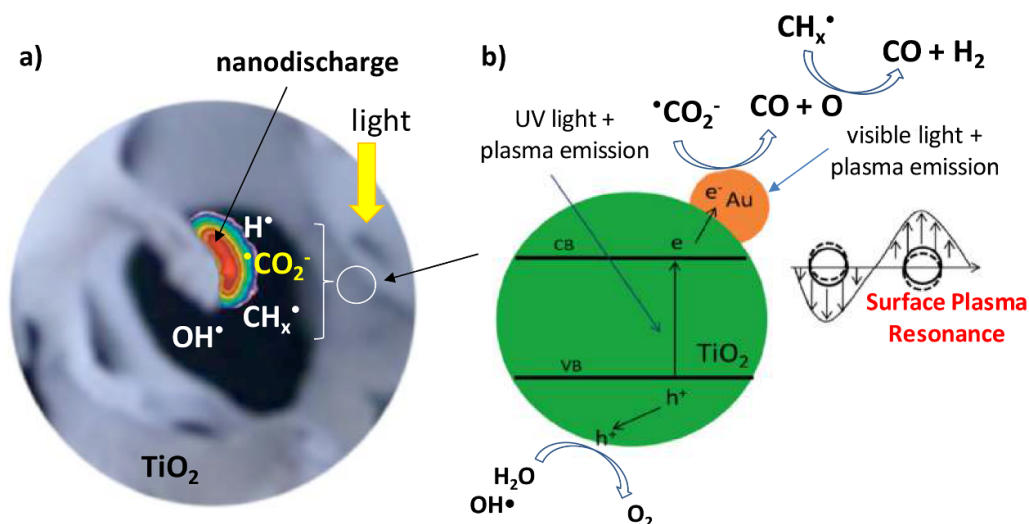 a)
nanodischarge
light
H•
•CO₂⁻
CHₓ•
OH•
TiO₂
b)
CHₓ•
CO + H₂
•CO₂⁻
CO + O
UV light +
plasma emission
visible light +
plasma emission
e⁻
Au
CB
e
VB
TiO₂
h⁺
h⁺
H₂O
OH•
O₂
Surface Plasma
Resonance